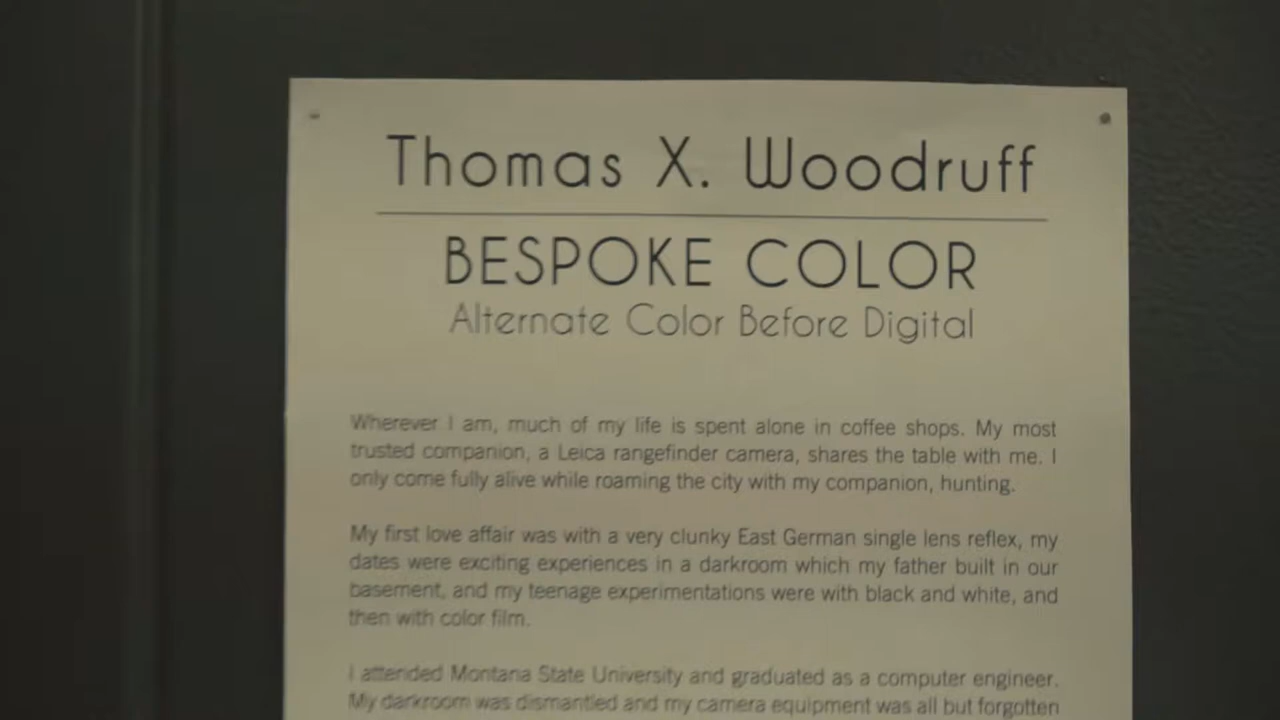 Thomas X. Woodruff
BESPOKE COLOR
Alternate Color Before Digital
Wherever I am, much of my life is spent alone in coffee shops. My most
trusted companion, a Leica rangefinder camera, shares the table with me. I
only come fully alive while roaming the city with my companion, hunting.
My first love affair was with a very clunky East German single lens reflex, my
dates were exciting experiences in a darkroom which my father built in our
basement, and my teenage experimentations were with black and white, and
then with color film.
I attended Montana State University and graduated as a computer engineer.
My darkroom was dismantled and my camera equipment was all but forgotten